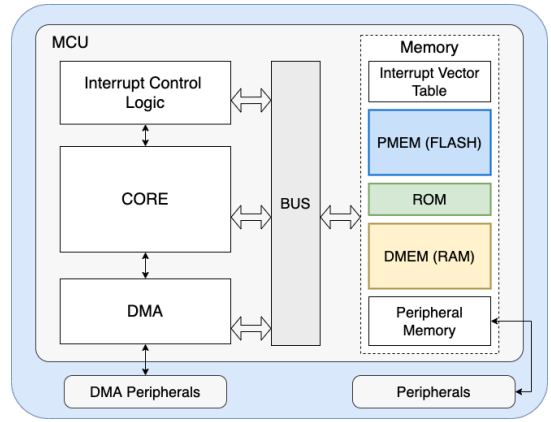 MCU
Interrupt Control
Logic
CORE
DMA
BUS
Memory
Interrupt Vector
Table
PMEM (FLASH)
ROM
DMEM (RAM)
Peripheral
Memory
DMA Peripherals
Peripherals